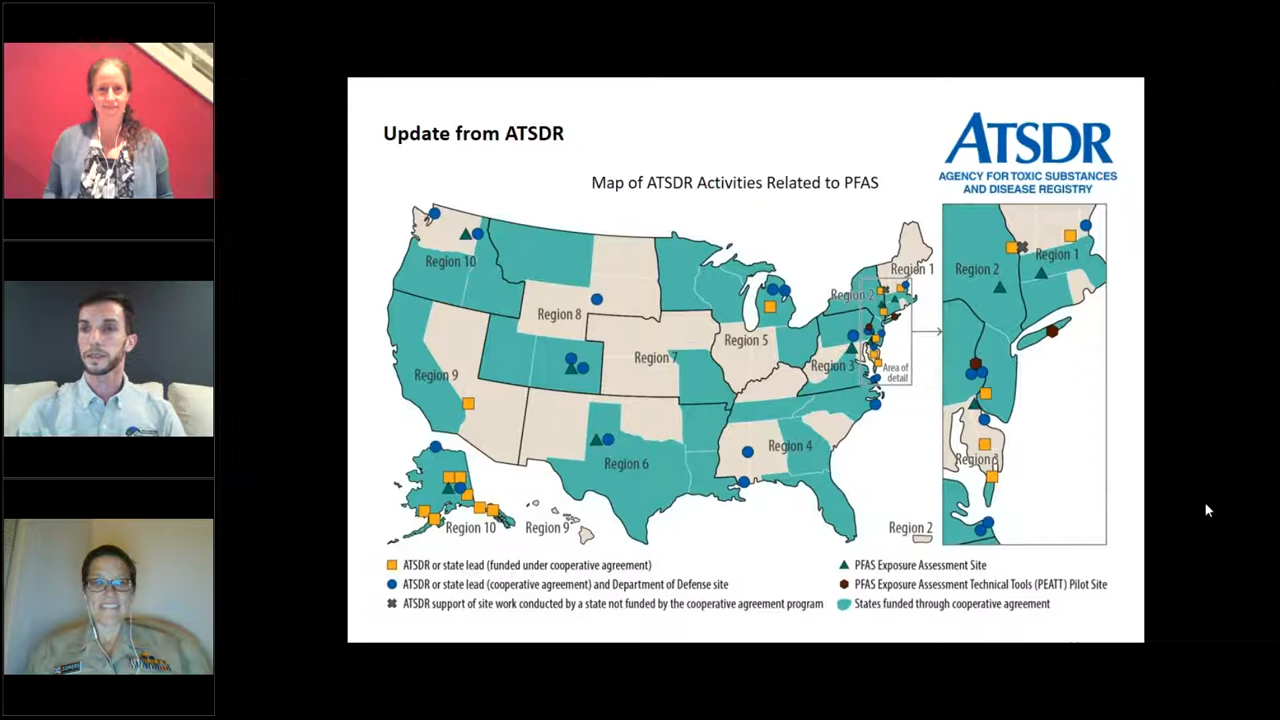 Update from ATSDR
ATSDR
AGENCY FOR TOXIC SUBSTANCES
AND DISEASE REGISTRY
Map of ATSDR Activities Related to PFAS
Region 10
Region 8
Region 9
Region 7
Region 5
Region 2
Region 1
Region 3
Area of
detail
Region 6
Region 4
Region 10
Region 9
Region 2
Region 2
Region 1
Region 3
ATSDR or state lead (funded under cooperative agreement)
ATSDR or state lead (cooperative agreement) and Department of Defense site
ATSDR support of site work conducted by a state not funded by the cooperative agreement program
PFAS Exposure Assessment Site
PFAS Exposure Assessment Technical Tools (PEATT) Pilot Site
States funded through cooperative agreement
SOMERS